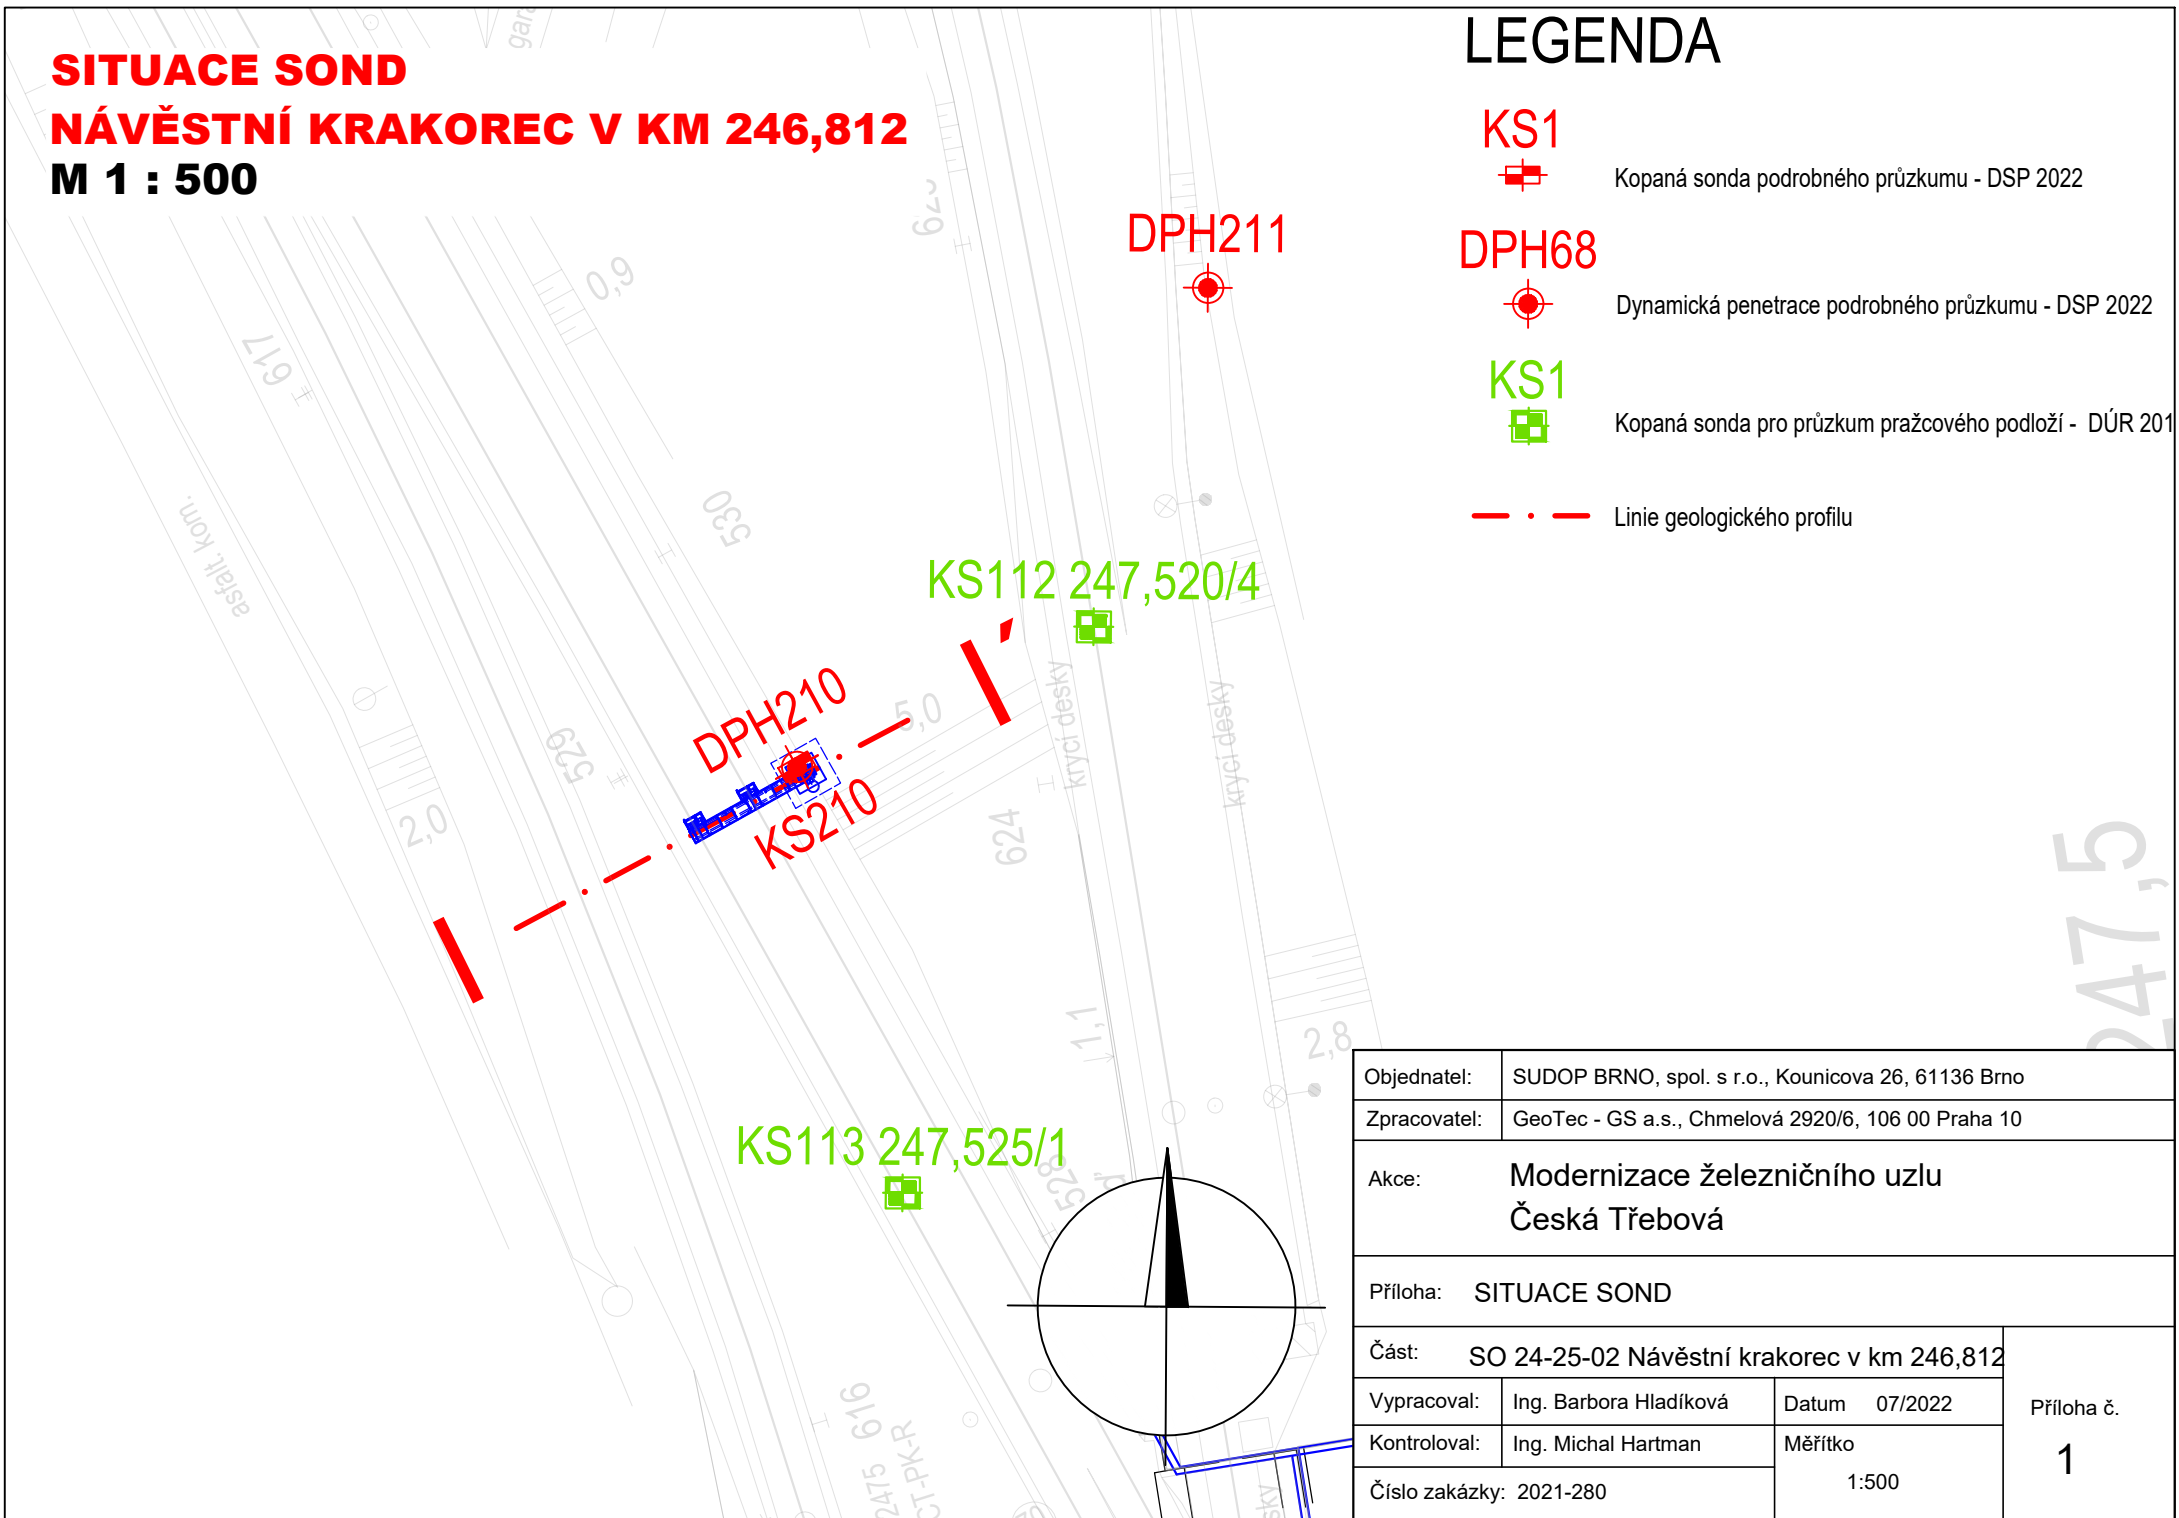 SITUACE SOND
NÁVĚSTNÍ KRAKOREC V KM 246,812
M 1 : 500
LEGENDA
KS1
Kopaná sonda podrobného průzkumu - DSP 2022
DPH68
Dynamická penetrace podrobného průzkumu - DSP 2022
KS1
Kopaná sonda pro průzkum pražcového podloží - DÚR 201
Linie geologického profilu
DPH211
0,9
617
530
asfalt. kom.
KS112 247,520/4
DPH210
5,0
krycí desky
krycí desky
529
KS210
2,0
624
247,5
1,1
2,8
KS113 247,525/1
528
616
2475
CT-PK-R
Objednatel: SUDOP BRNO, spol. s r.o., Kounicova 26, 61136 Brno
Zpracovatel: GeoTec - GS a.s., Chmelová 2920/6, 106 00 Praha 10
Akce: Modernizace železničního uzlu
Česká Třebová
Příloha: SITUACE SOND
Část: SO 24-25-02 Návěstní krakorec v km 246,812
Vypracoval: Ing. Barbora Hladíková Datum 07/2022
Příloha č.
1
Kontroloval: Ing. Michal Hartman Měřítko
1:500
Číslo zakázky: 2021-280